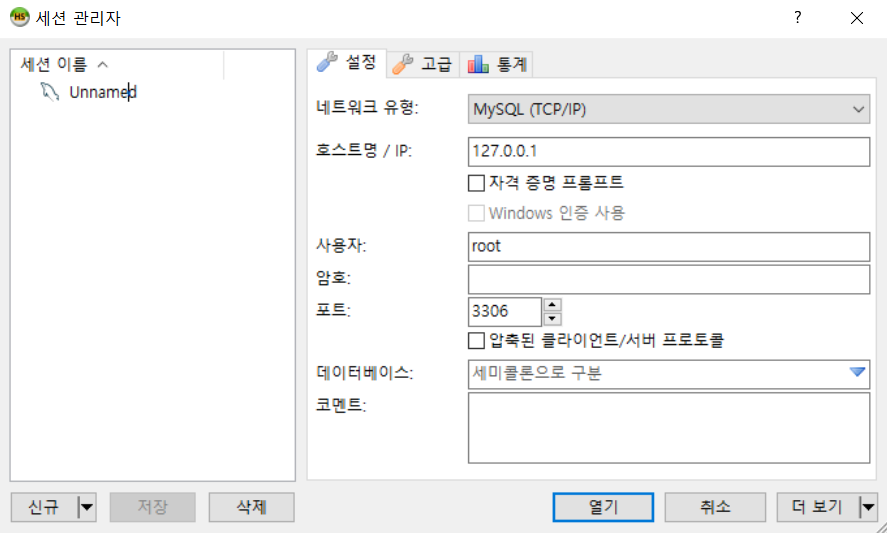 HS
세션 관리자
?
세션 이름
Unnamed
설정 고급 통계
네트워크 유형: MySQL (TCP/IP)
호스트명 / IP: 127.0.0.1
자격 증명 프롬프트
Windows 인증 사용
사용자: root
암호:
포트: 3306
압축된 클라이언트/서버 프로토콜
데이터베이스: 세미콜론으로 구분
코멘트:
신규 저장 삭제 열기 취소 더 보기